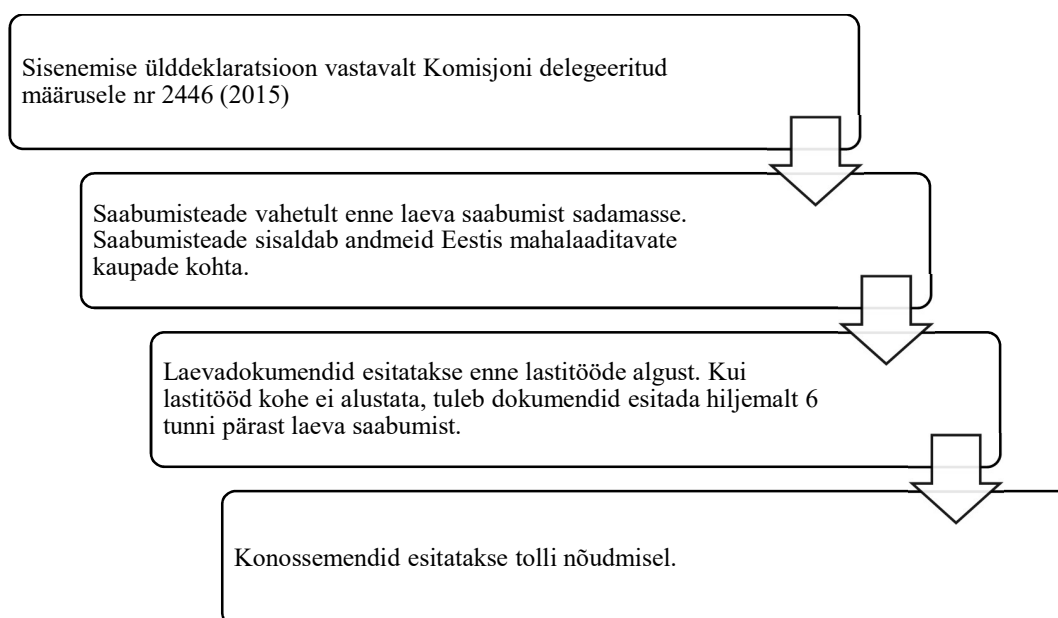 Sisenemise ülddeklaratsioon vastavalt Komisjoni delegeeritud
määrusele nr 2446 (2015)
Saabumisteade vahetult enne laeva saabumist sadamasse.
Saabumisteade sisaldab andmeid Eestis mahalaaditavate
kaupade kohta.
Laevadokumendid esitatakse enne lastitööde algust. Kui
lastitööd kohe ei alustata, tuleb dokumendid esitada hiljemalt 6
tunni pärast laeva saabumist.
Konossemendid esitatakse tolli nõudmisel.